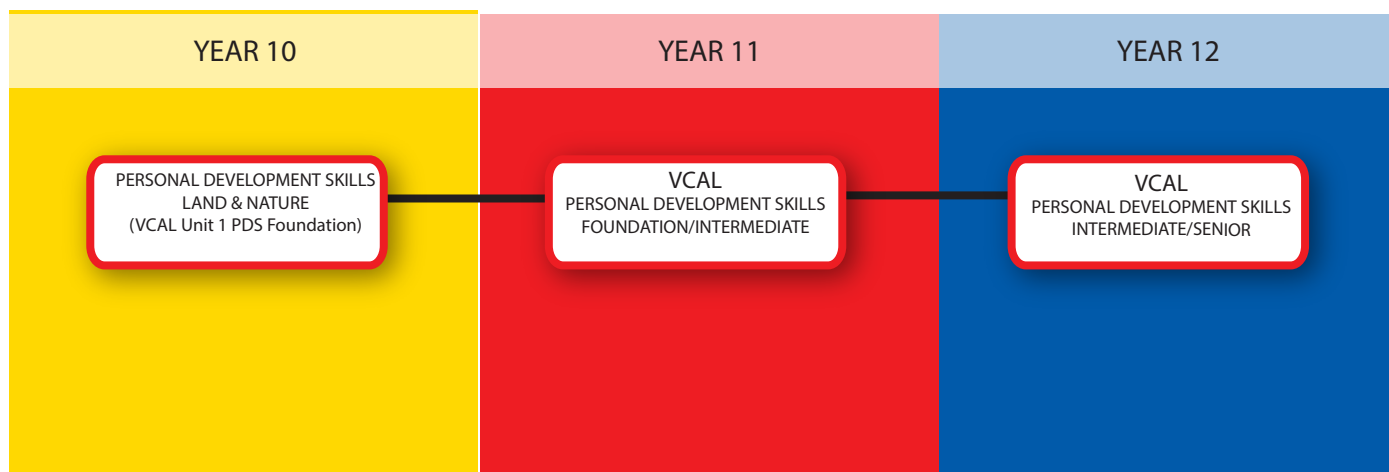 YEAR 10
YEAR 11
YEAR 12
PERSONAL DEVELOPMENT SKILLS
LAND & NATURE
(VCAL Unit 1 PDS Foundation)
VCAL
PERSONAL DEVELOPMENT SKILLS
FOUNDATION/INTERMEDIATE
VCAL
PERSONAL DEVELOPMENT SKILLS
INTERMEDIATE/SENIOR